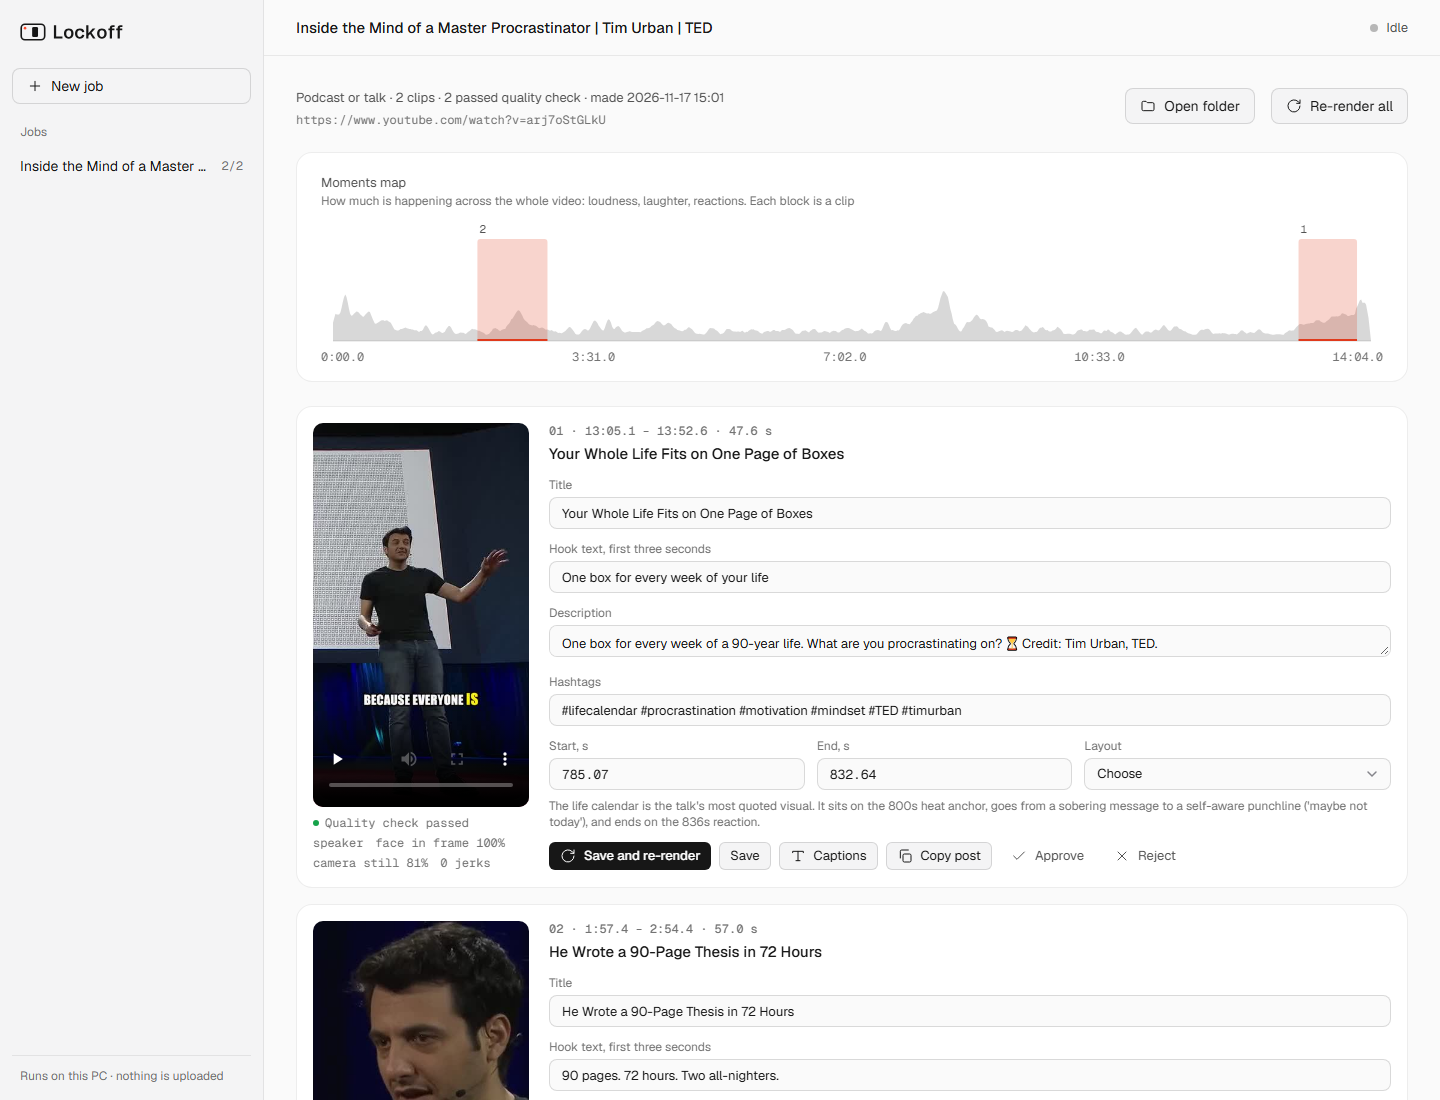 Lockoff
Inside the Mind of a Master Procrastinator | Tim Urban | TED
Idle
New job
Jobs
Inside the Mind of a Master ... 2/2
Podcast or talk · 2 clips · 2 passed quality check · made 2026-11-17 15:01
https://www.youtube.com/watch?v=arj7oStGLkU
Open folder
Re-render all
Moments map
How much is happening across the whole video: loudness, laughter, reactions. Each block is a clip
2
1
0:00.0 3:31.0 7:02.0 10:33.0 14:04.0
01 · 13:05.1 – 13:52.6 · 47.6 s
Your Whole Life Fits on One Page of Boxes
Title
Your Whole Life Fits on One Page of Boxes
Hook text, first three seconds
One box for every week of your life
Description
One box for every week of a 90-year life. What are you procrastinating on? ⏳ Credit: Tim Urban, TED.
Hashtags
#lifecalendar #procrastination #motivation #mindset #TED #timurban
Start, s End, s Layout
785.07 832.64 Choose
The life calendar is the talk's most quoted visual. It sits on the 800s heat anchor, goes from a sobering message to a self-aware punchline ('maybe not
today'), and ends on the 836s reaction.
Save and re-render Save Captions Copy post Approve Reject
BECAUSE EVERYONE IS
Quality check passed
speaker face in frame 100%
camera still 81% 0 jerks
02 · 1:57.4 – 2:54.4 · 57.0 s
He Wrote a 90-Page Thesis in 72 Hours
Title
He Wrote a 90-Page Thesis in 72 Hours
Hook text, first three seconds
90 pages. 72 hours. Two all-nighters.
Runs on this PC · nothing is uploaded